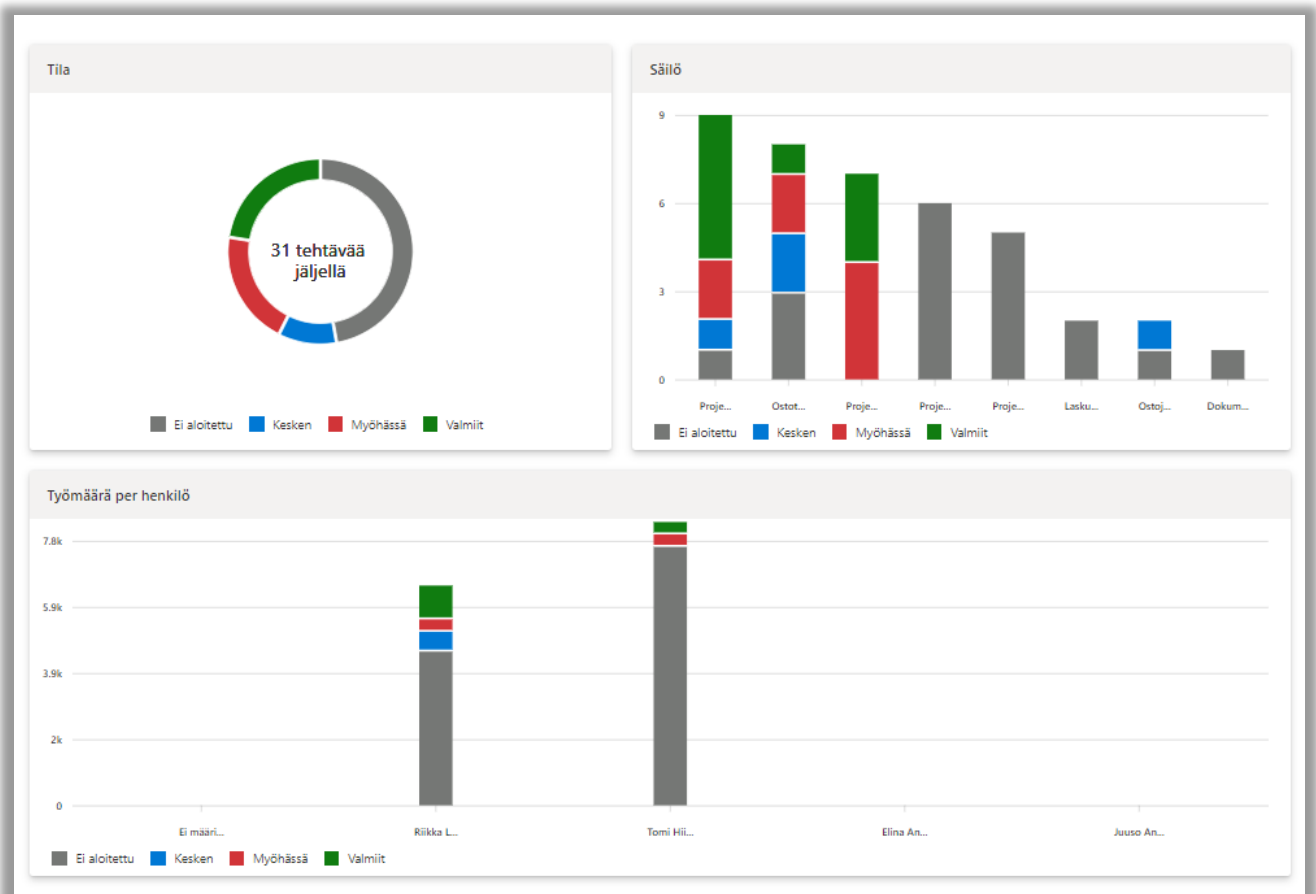 Tila
31 tehtävää
jäljellä
Ei aloitettu Kesken Myöhässä Valmiit
Säilö
9
6
3
0
Proje... Ostot... Proje... Proje... Proje... Lasku... Ostoj... Dokum...
Ei aloitettu Kesken Myöhässä Valmiit
Työmäärä per henkilö
7.8k
5.9k
3.9k
2k
0
Ei määri... Riikka L... Tomi Hii... Elina An... Juuso An...
Ei aloitettu Kesken Myöhässä Valmiit